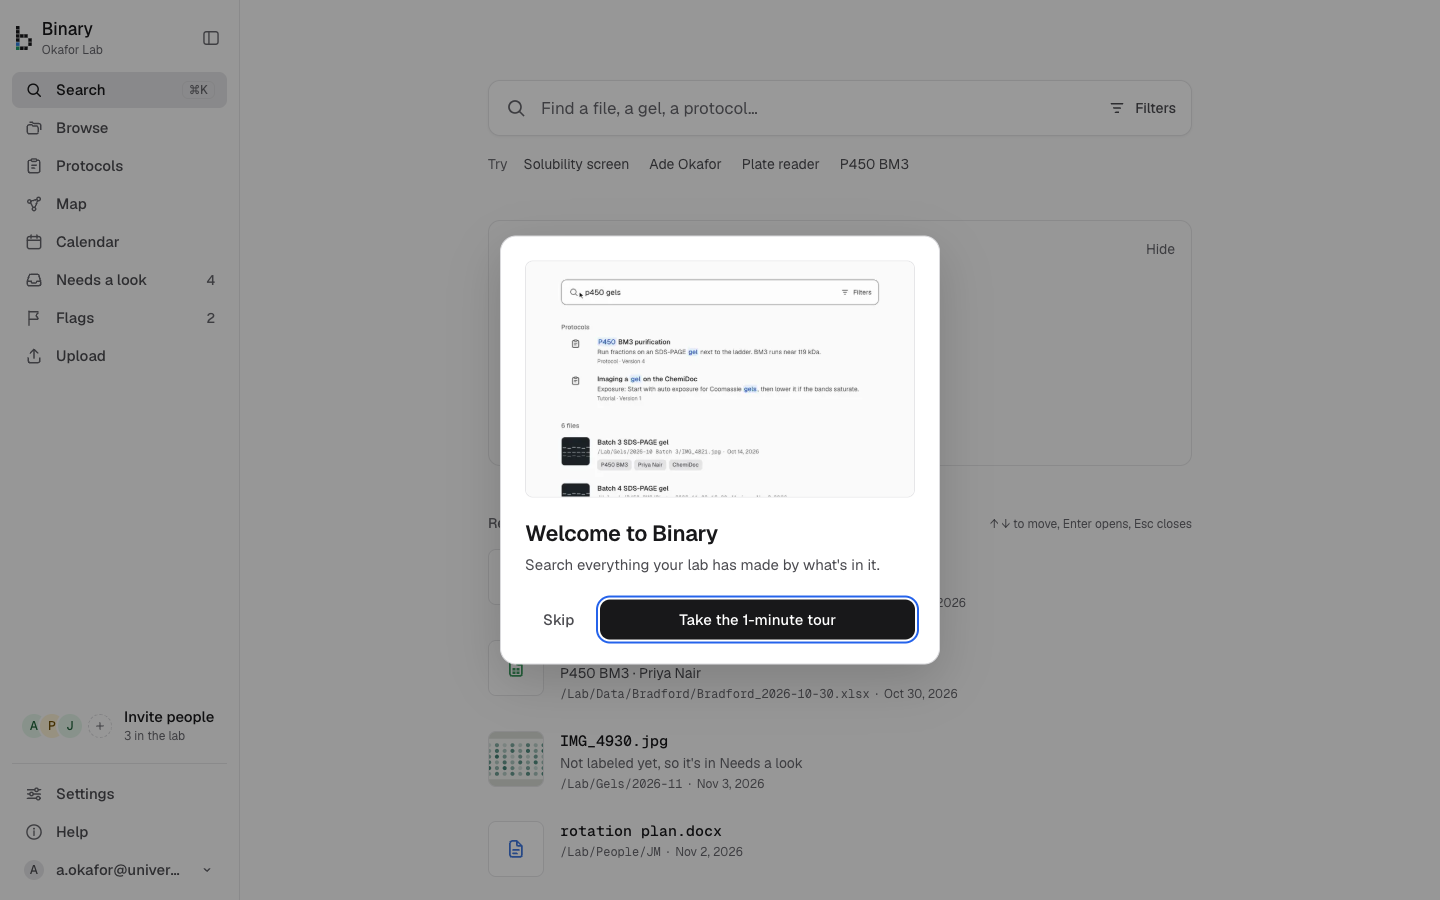 Binary
Okafor Lab
Search ⌘K
Browse
Protocols
Map
Calendar
Needs a look 4
Flags 2
Upload
A P J +
Invite people
3 in the lab
Settings
Help
A a.okafor@univer...
Find a file, a gel, a protocol...
Filters
Try Solubility screen Ade Okafor Plate reader P450 BM3
Hide
p450 gels
Filters
Protocols
P450 BM3 purification
Run fractions on an SDS-PAGE gel next to the ladder. BM3 runs near 119 kDa.
Protocol · Version 4
Imaging a gel on the ChemiDoc
Exposure: Start with auto exposure for Coomassie gels, then lower it if the bands saturate.
Tutorial · Version 1
6 files
Batch 3 SDS-PAGE gel
/Lab/Gels/2026-10 Batch 3/IMG_4821.jpg · Oct 14, 2026
P450 BM3 Priya Nair ChemiDoc
Batch 4 SDS-PAGE gel
Welcome to Binary
Search everything your lab has made by what's in it.
Skip
Take the 1-minute tour
↑ ↓ to move, Enter opens, Esc closes
2026
P450 BM3 · Priya Nair
/Lab/Data/Bradford/Bradford_2026-10-30.xlsx · Oct 30, 2026
IMG_4930.jpg
Not labeled yet, so it's in Needs a look
/Lab/Gels/2026-11 · Nov 3, 2026
rotation plan.docx
/Lab/People/JM · Nov 2, 2026